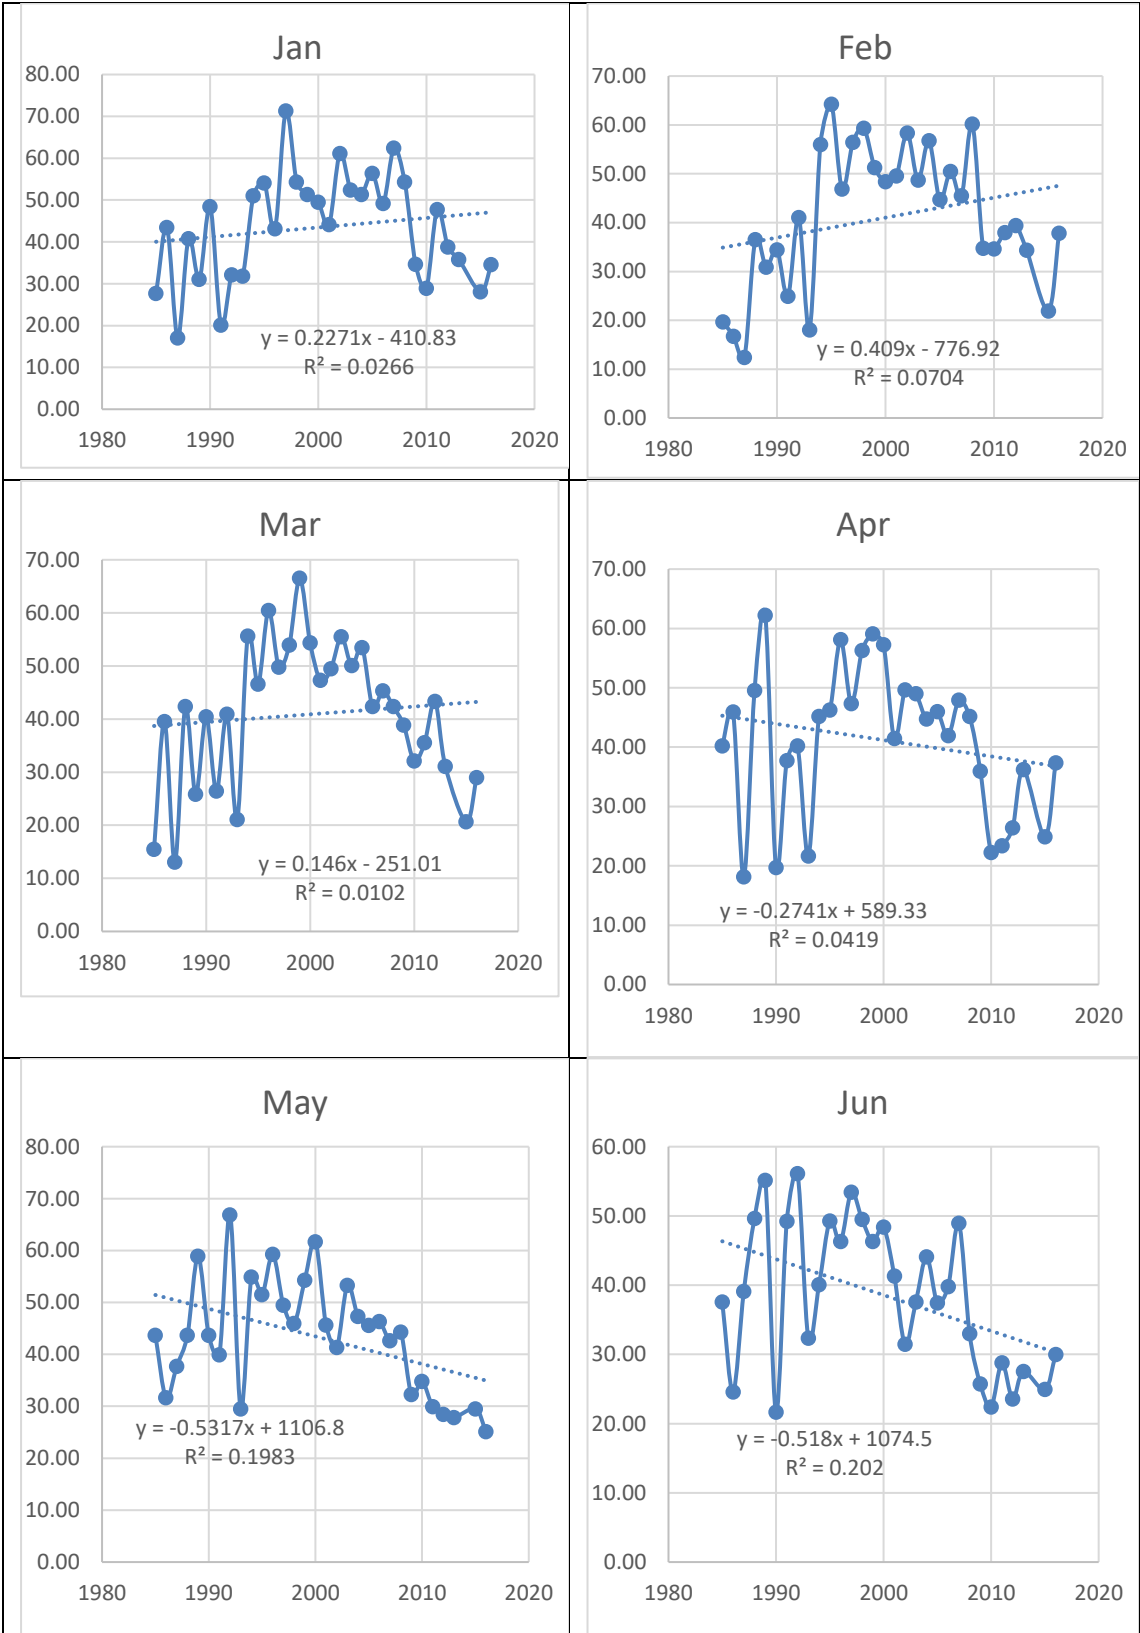 Jan
80.00
70.00
60.00
50.00
40.00
30.00
20.00
10.00
0.00
y = 0.2271x - 410.83
R² = 0.0266
1980 1990 2000 2010 2020
Feb
70.00
60.00
50.00
40.00
30.00
20.00
10.00
0.00
y = 0.409x - 776.92
R² = 0.0704
1980 1990 2000 2010 2020
Mar
70.00
60.00
50.00
40.00
30.00
20.00
10.00
0.00
y = 0.146x - 251.01
R² = 0.0102
1980 1990 2000 2010 2020
Apr
70.00
60.00
50.00
40.00
30.00
20.00
10.00
0.00
y = -0.2741x + 589.33
R² = 0.0419
1980 1990 2000 2010 2020
May
80.00
70.00
60.00
50.00
40.00
30.00
20.00
10.00
0.00
y = -0.5317x + 1106.8
R² = 0.1983
1980 1990 2000 2010 2020
Jun
60.00
50.00
40.00
30.00
20.00
10.00
0.00
y = -0.518x + 1074.5
R² = 0.202
1980 1990 2000 2010 2020